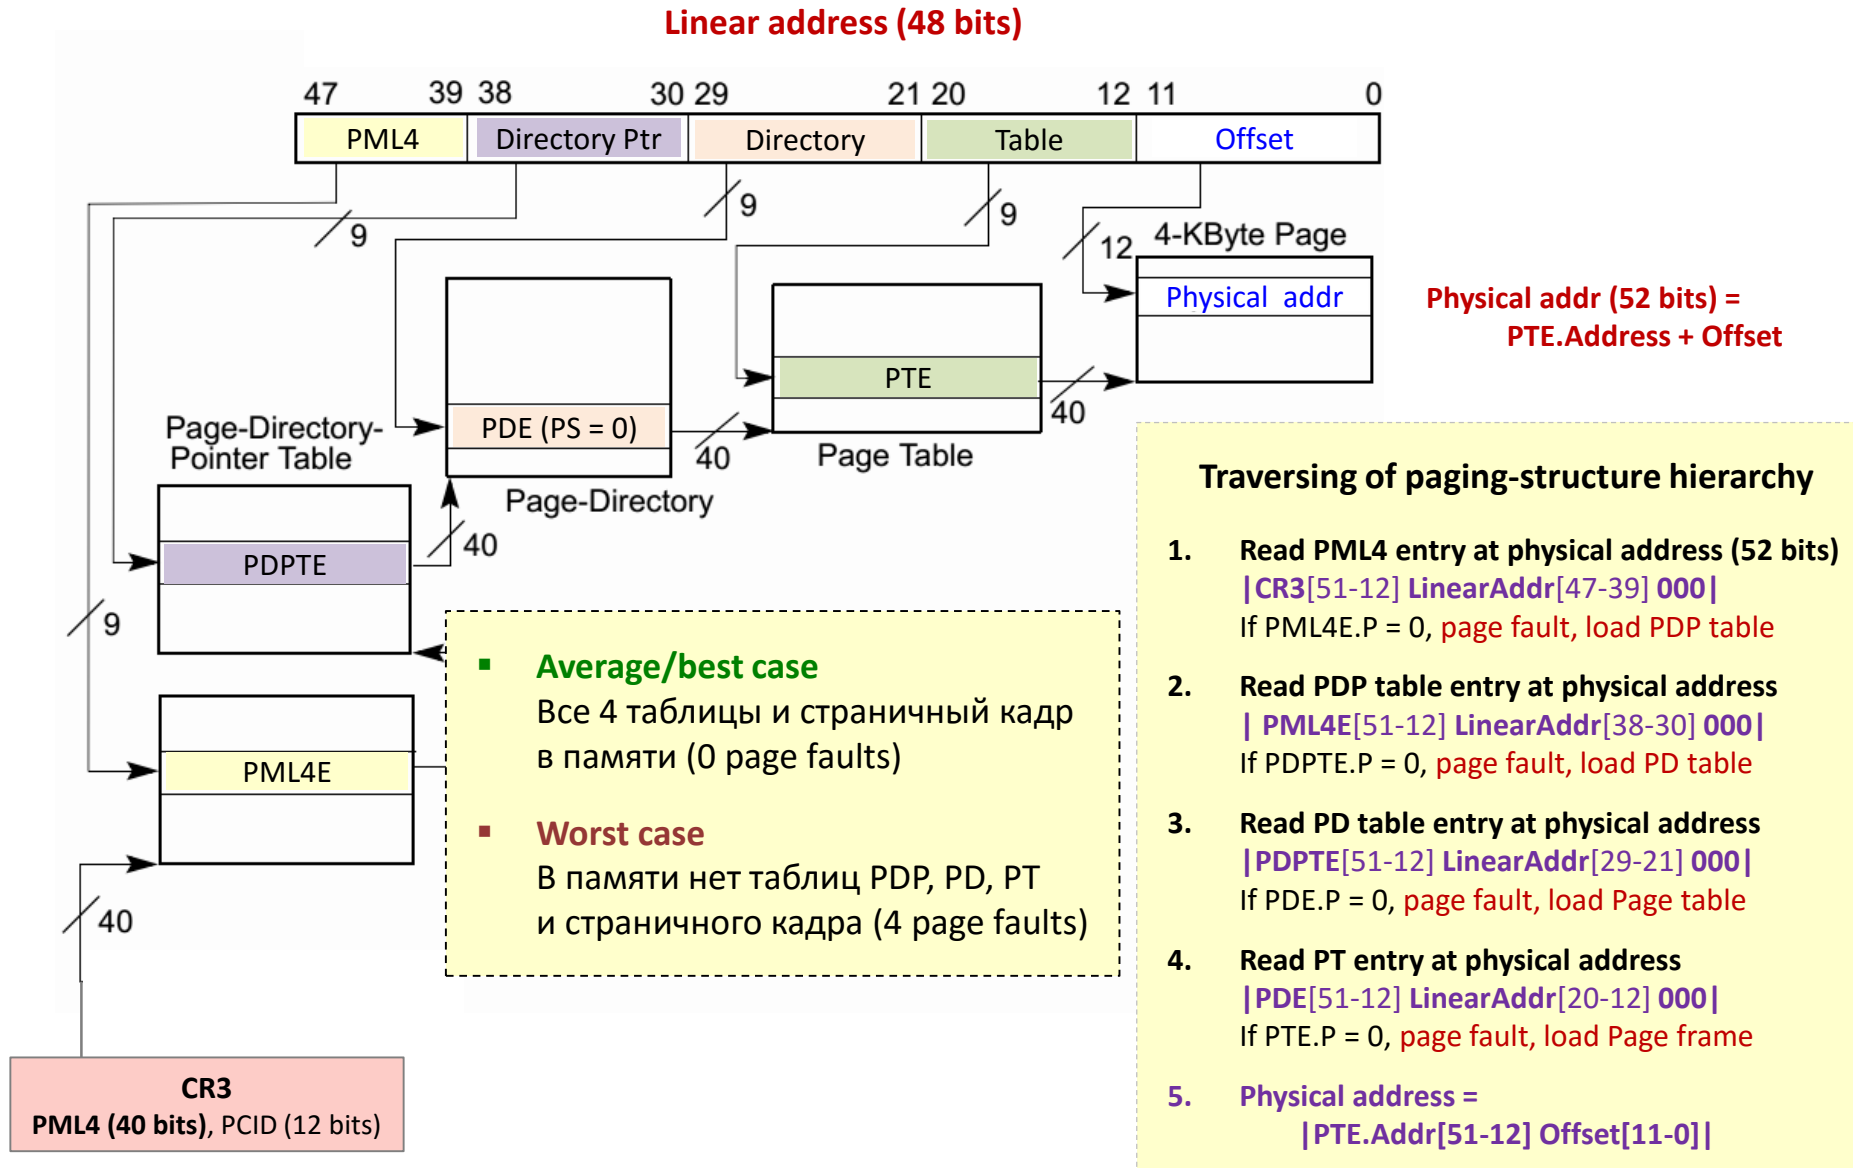 Linear address (48 bits)
47 39 38 30 29 21 20 12 11 0
PML4 Directory Ptr Directory Table Offset
9
9
9
12
4-KByte Page
Physical addr
Physical addr (52 bits) =
PTE.Address + Offset
PTE
40
Page Table
PDE (PS = 0)
40
Page-Directory
Page-Directory-
Pointer Table
PDPTE
40
9
PML4E
40
CR3
PML4 (40 bits), PCID (12 bits)
▪ Average/best case
Все 4 таблицы и страничный кадр
в памяти (0 page faults)
▪ Worst case
В памяти нет таблиц PDP, PD, PT
и страничного кадра (4 page faults)
Traversing of paging-structure hierarchy
1. Read PML4 entry at physical address (52 bits)
|CR3[51-12] LinearAddr[47-39] 000|
If PML4E.P = 0, page fault, load PDP table
2. Read PDP table entry at physical address
| PML4E[51-12] LinearAddr[38-30] 000|
If PDPTE.P = 0, page fault, load PD table
3. Read PD table entry at physical address
|PDPTE[51-12] LinearAddr[29-21] 000|
If PDE.P = 0, page fault, load Page table
4. Read PT entry at physical address
|PDE[51-12] LinearAddr[20-12] 000|
If PTE.P = 0, page fault, load Page frame
5. Physical address =
|PTE.Addr[51-12] Offset[11-0]|